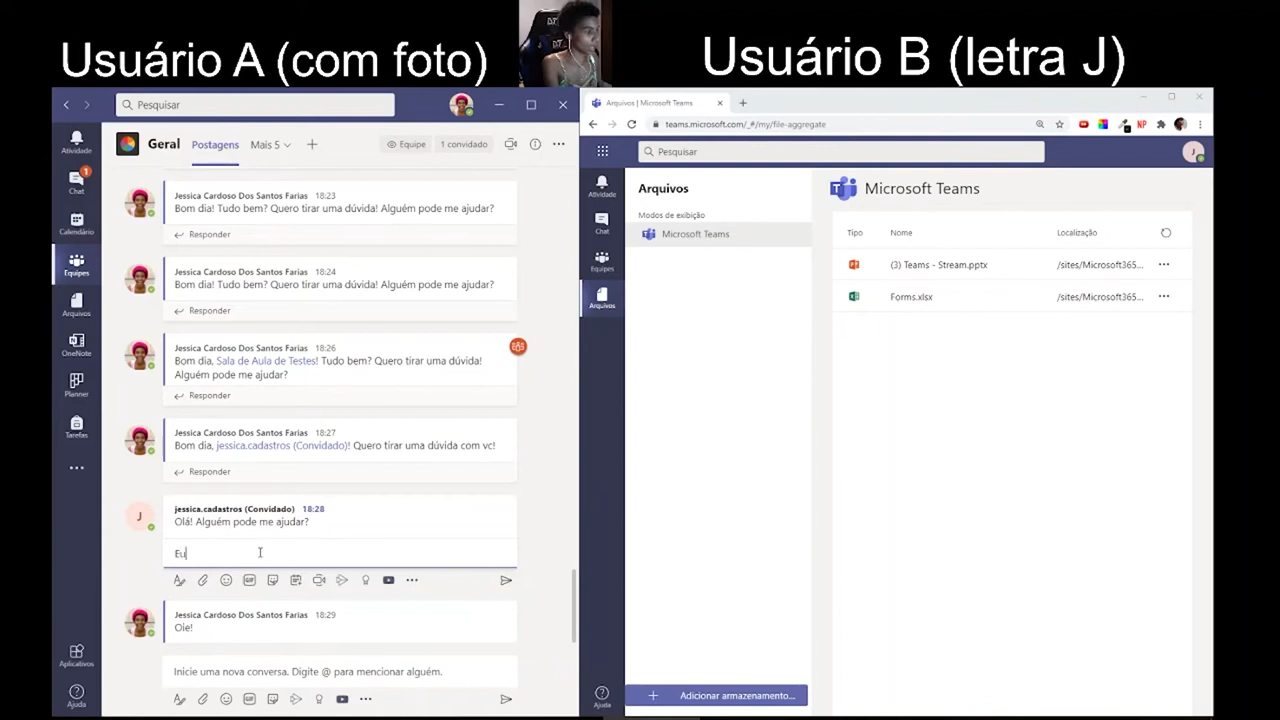 Usuário A (com foto)
Usuário B (letra J)
Pesquisar
Atividade
Chat
1
Calendário
Equipes
Arquivos
OneNote
Planner
Tarefas
Aplicativos
Ajuda
Geral
Postagens
Mais 5
Equipe
1 convidado
Jessica Cardoso Dos Santos Farias 18:23
Bom dia! Tudo bem? Quero tirar uma dúvida! Alguém pode me ajudar?
Responder
Jessica Cardoso Dos Santos Farias 18:24
Bom dia! Tudo bem? Quero tirar uma dúvida! Alguém pode me ajudar?
Responder
Jessica Cardoso Dos Santos Farias 18:26
Bom dia, Sala de Aula de Testes! Tudo bem? Quero tirar uma dúvida!
Alguém pode me ajudar?
Responder
Jessica Cardoso Dos Santos Farias 18:27
Bom dia, jessica.cadastros (Convidado)! Quero tirar uma dúvida com vc!
Responder
J
jessica.cadastros (Convidado) 18:28
Olá! Alguém pode me ajudar?
Eu
Jessica Cardoso Dos Santos Farias 18:29
Oie!
Inicie uma nova conversa. Digite @ para mencionar alguém.
Arquivos | Microsoft Teams
teams.microsoft.com/_#/my/file-aggregate
NP
Pesquisar
J
Atividade
Chat
Equipes
Arquivos
Ajuda
Arquivos
Modos de exibição
Microsoft Teams
Adicionar armazenamento...
Microsoft Teams
Tipo Nome Localização
(3) Teams - Stream.pptx /sites/Microsoft365...
Forms.xlsx /sites/Microsoft365...